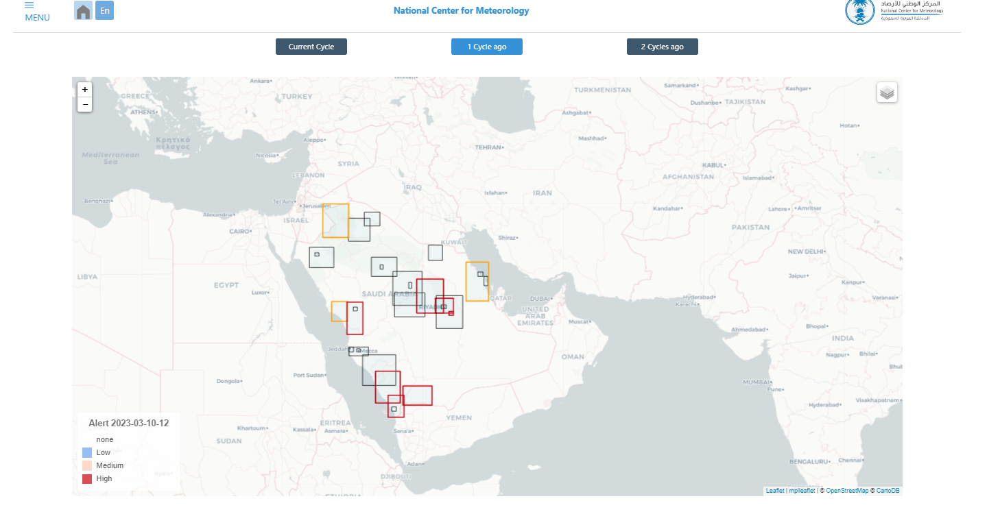 MENU
En
National Center for Meteorology
المركز الوطني للأرصاد
National Center for Meteorology
المملكة العربية السعودية
Current Cycle
1 Cycle ago
2 Cycles ago
+
−
Ankara
TURKMENISTAN
Samarkand
Kashgar
GREECE
TURKEY
Dushanbe
TAJIKISTAN
ATHENS
Ashgabat
Hotan
Aleppo
Mashhad
Κρητικό
πέλαγος
TEHRAN
Mediterranean
Sea
Nicosia
SYRIA
KABUL
LEBANON
AFGHANISTAN
Islamabad
IRAQ
Isfahan
IRAN
Benghazi
Tel Aviv
Jerusalem
Kandahar
Lahore
Amritsar
Alexandria
ISRAEL
PAKISTAN
CAIRO
KUWAIT
Shiraz
NEW DELHI
LIBYA
Jaipur
EGYPT
Kanpur
Luxor
SAUDI ARABIA
QATAR
DUBAI
Hyderabad
Karachi
Varanasi
RIYADH
UNITED
ARAB
EMIRATES
Muscat
Ahmedabad
Bhopal
INDIA
Jeddah
Mecca
OMAN
Nagpur
Bhilai
Port Sudan
Dongola
MUMBAI
Pune
Hyderabad
Visakhapatnam
YEMEN
ERITREA
Khartoum
Kassala
Asmara
Sana'a
SUDAN
Adan
BENGALURU
Chennai
DJIBOUTI
ETHIOPIA
Alert 2023-03-10-12
none
Low
Medium
High
Leaflet | mplleaflet | © OpenStreetMap © CartoDB